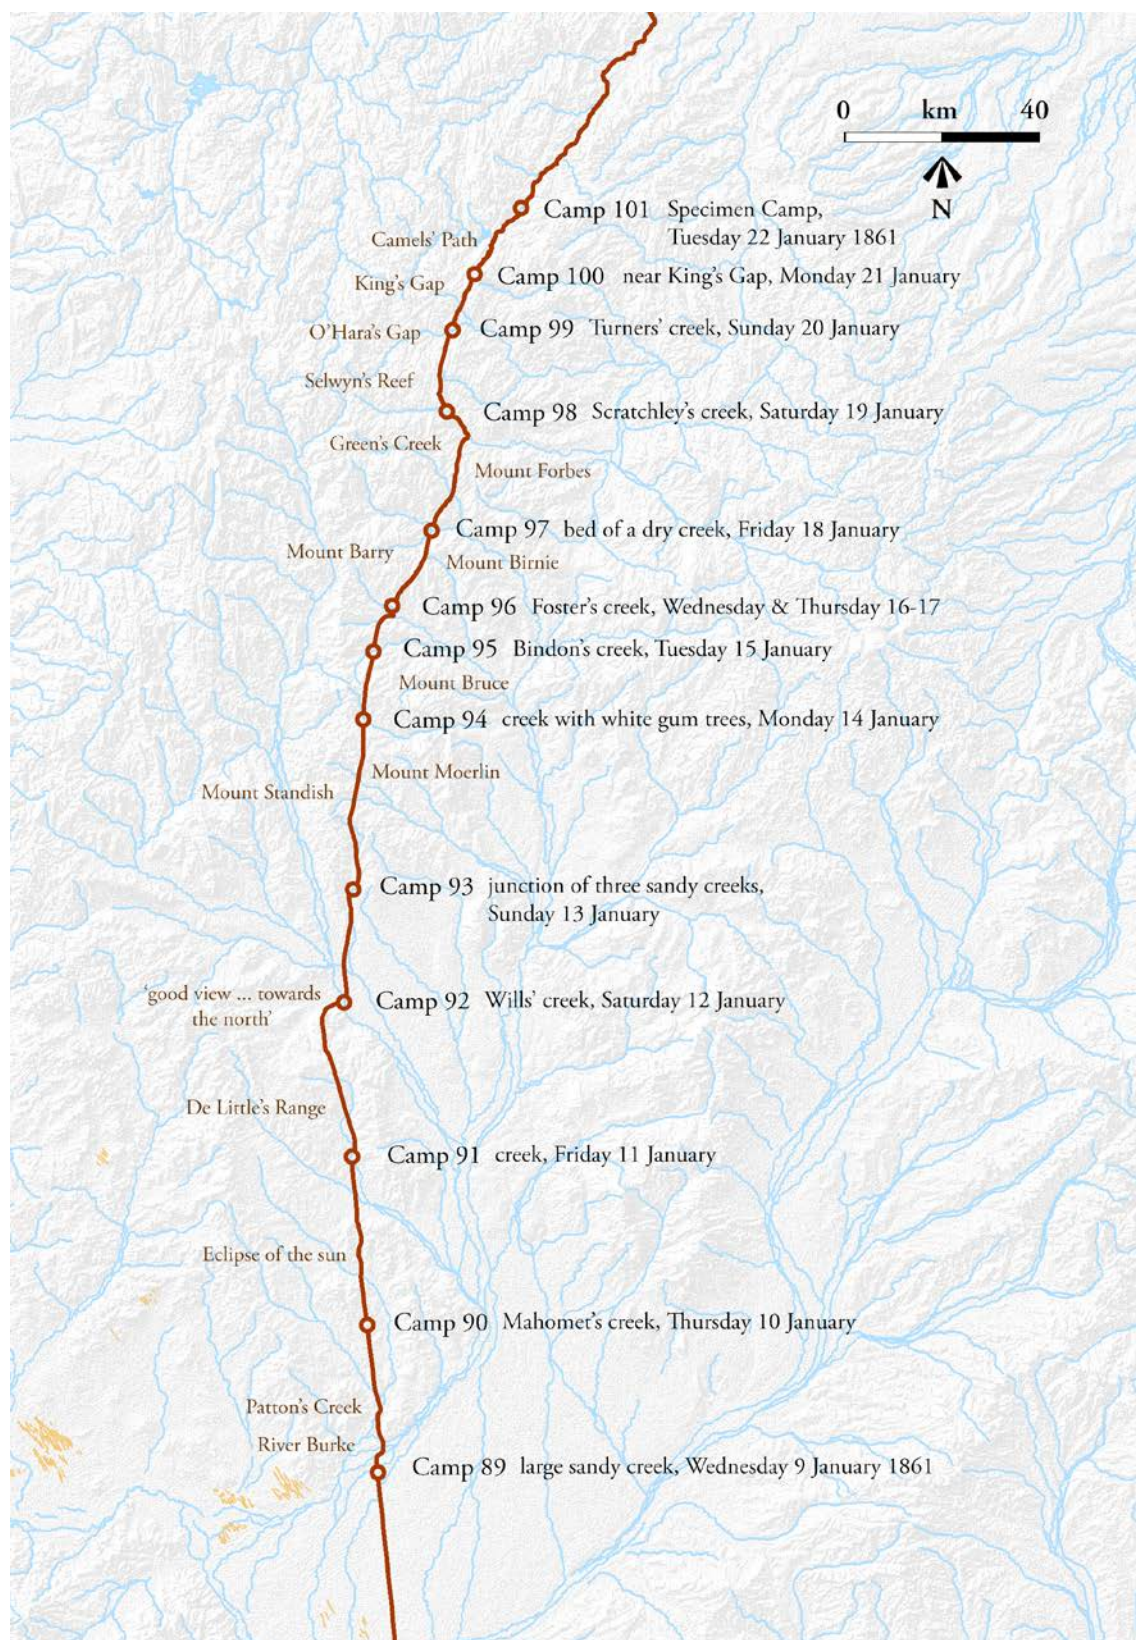 0 km 40
N
Camp 101 Specimen Camp,
Tuesday 22 January 1861
Camels' Path
Camp 100 near King's Gap, Monday 21 January
King's Gap
Camp 99 Turners' creek, Sunday 20 January
O'Hara's Gap
Selwyn's Reef
Camp 98 Scratchley's creek, Saturday 19 January
Green's Creek
Mount Forbes
Camp 97 bed of a dry creek, Friday 18 January
Mount Barry
Mount Birnie
Camp 96 Foster's creek, Wednesday & Thursday 16-17
Camp 95 Bindon's creek, Tuesday 15 January
Mount Bruce
Camp 94 creek with white gum trees, Monday 14 January
Mount Moerlin
Mount Standish
Camp 93 junction of three sandy creeks,
Sunday 13 January
'good view ... towards
the north'
Camp 92 Wills' creek, Saturday 12 January
De Little's Range
Camp 91 creek, Friday 11 January
Eclipse of the sun
Camp 90 Mahomet's creek, Thursday 10 January
Patton's Creek
River Burke
Camp 89 large sandy creek, Wednesday 9 January 1861